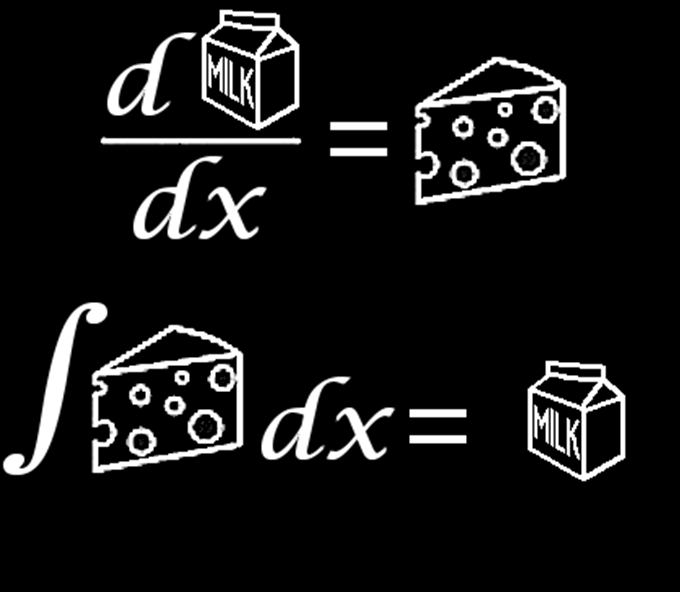 d MILK
dx
=
∫ dx = MILK